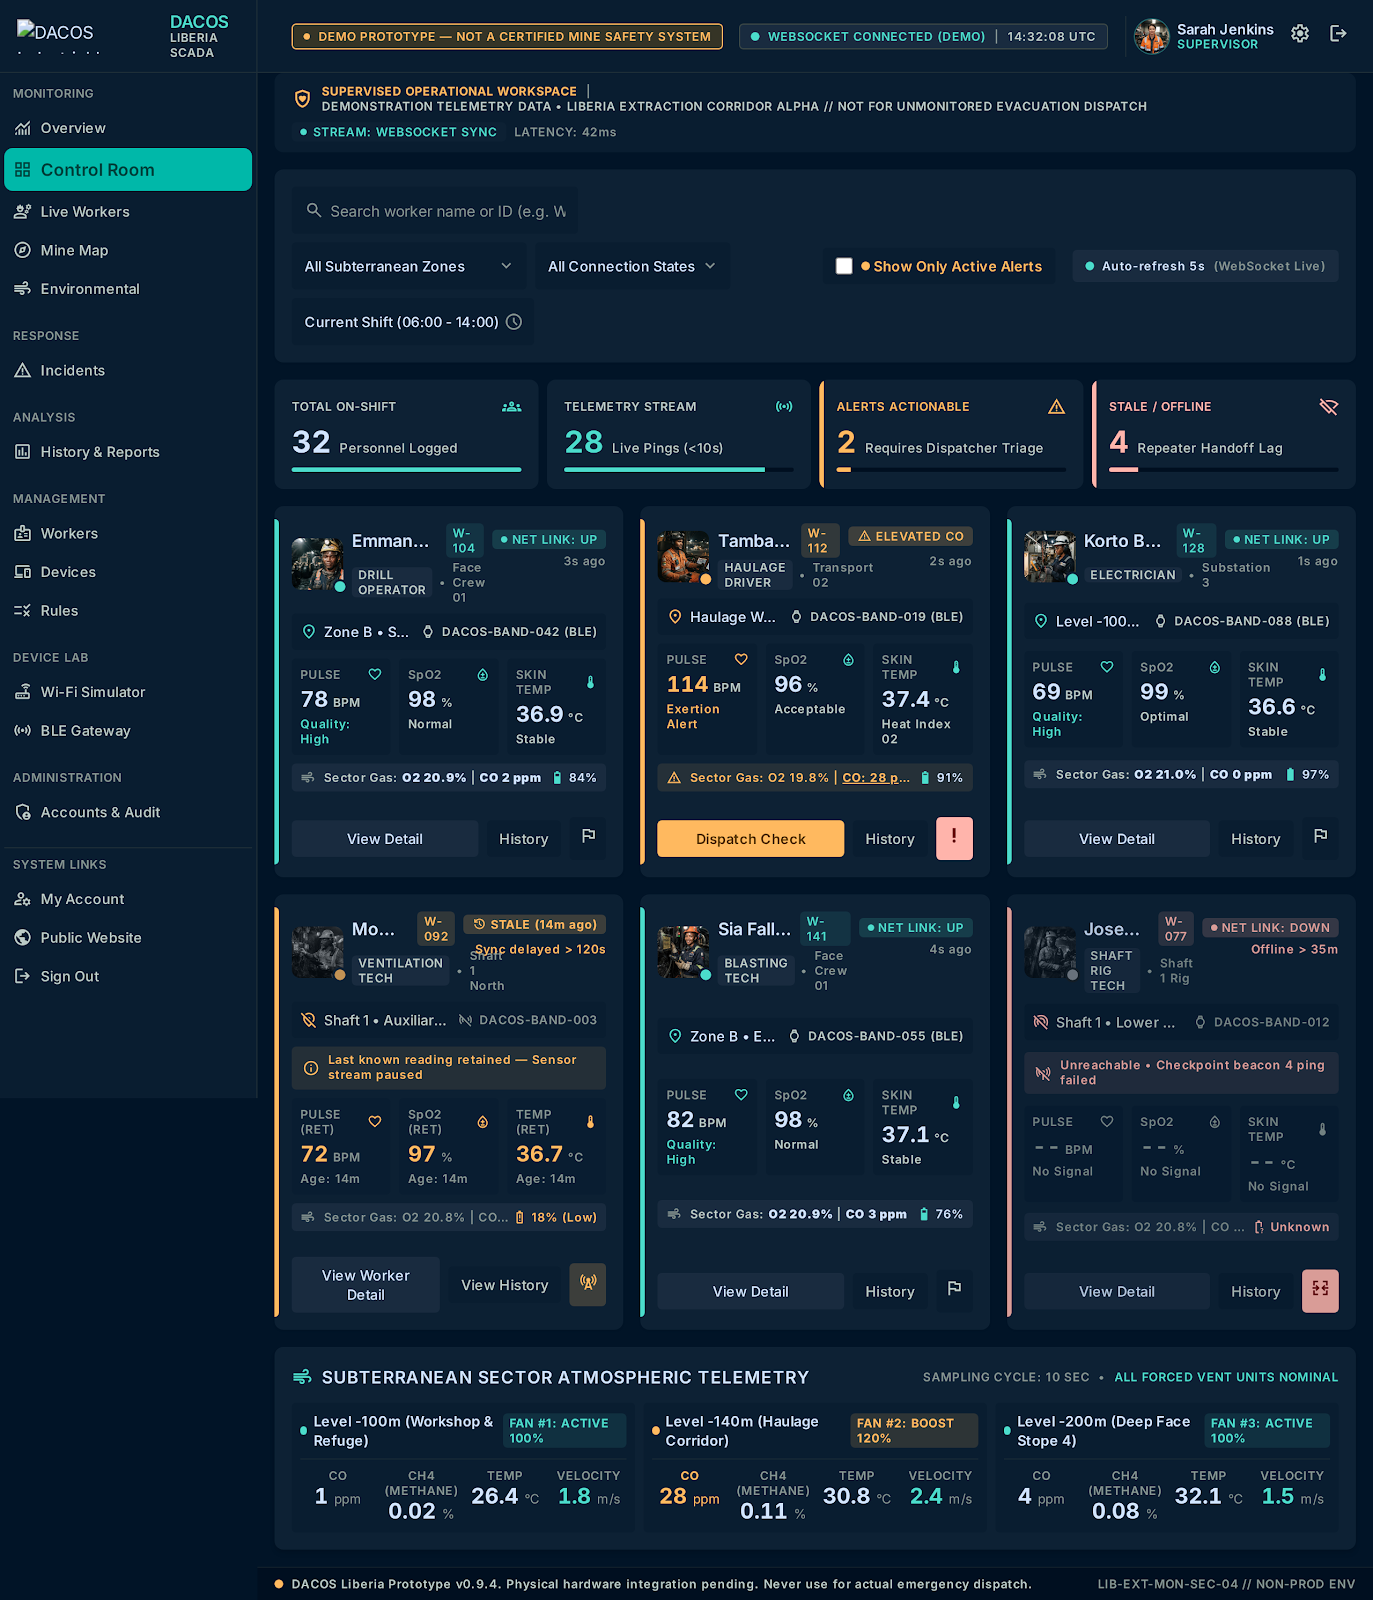 DACOS
DACOS
LIBERIA
SCADA
DEMO PROTOTYPE — NOT A CERTIFIED MINE SAFETY SYSTEM
WEBSOCKET CONNECTED (DEMO) | 14:32:08 UTC
Sarah Jenkins
SUPERVISOR
MONITORING
Overview
Control Room
Live Workers
Mine Map
Environmental
RESPONSE
Incidents
ANALYSIS
History & Reports
MANAGEMENT
Workers
Devices
Rules
DEVICE LAB
Wi-Fi Simulator
BLE Gateway
ADMINISTRATION
Accounts & Audit
SYSTEM LINKS
My Account
Public Website
Sign Out
SUPERVISED OPERATIONAL WORKSPACE |
DEMONSTRATION TELEMETRY DATA • LIBERIA EXTRACTION CORRIDOR ALPHA // NOT FOR UNMONITORED EVACUATION DISPATCH
STREAM: WEBSOCKET SYNC LATENCY: 42ms
Search worker name or ID (e.g. W
All Subterranean Zones
All Connection States
Show Only Active Alerts
Auto-refresh 5s (WebSocket Live)
Current Shift (06:00 - 14:00)
TOTAL ON-SHIFT
32 Personnel Logged
TELEMETRY STREAM
28 Live Pings (<10s)
ALERTS ACTIONABLE
2 Requires Dispatcher Triage
STALE / OFFLINE
4 Repeater Handoff Lag
Emman...
W-
104
NET LINK: UP
3s ago
DRILL
OPERATOR
• Face
Crew
01
Zone B • S...
DACOS-BAND-042 (BLE)
PULSE
78 BPM
Quality:
High
SpO2
98 %
Normal
SKIN
TEMP
36.9 °C
Stable
Sector Gas: O2 20.9% | CO 2 ppm
84%
View Detail
History
Tamba...
W-
112
ELEVATED CO
2s ago
HAULAGE
DRIVER
• Transport
02
Haulage W...
DACOS-BAND-019 (BLE)
PULSE
114 BPM
Exertion
Alert
SpO2
96 %
Acceptable
SKIN
TEMP
37.4 °C
Heat Index
02
Sector Gas: O2 19.8% | CO: 28 p...
91%
Dispatch Check
History
!
Korto B...
W-
128
NET LINK: UP
1s ago
ELECTRICIAN
• Substation
3
Level -100...
DACOS-BAND-088 (BLE)
PULSE
69 BPM
Quality:
High
SpO2
99 %
Optimal
SKIN
TEMP
36.6 °C
Stable
Sector Gas: O2 21.0% | CO 0 ppm
97%
View Detail
History
Mo...
W-
092
STALE (14m ago)
Sync delayed > 120s
VENTILATION
TECH
• Shaft
1
North
Shaft 1 • Auxiliar...
DACOS-BAND-003
Last known reading retained — Sensor
stream paused
PULSE
(RET)
72 BPM
Age: 14m
SpO2
(RET)
97 %
Age: 14m
TEMP
(RET)
36.7 °C
Age: 14m
Sector Gas: O2 20.8% | CO...
18% (Low)
View Worker
Detail
View History
Sia Fall...
W-
141
NET LINK: UP
4s ago
BLASTING
TECH
• Face
Crew
01
Zone B • E...
DACOS-BAND-055 (BLE)
PULSE
82 BPM
Quality:
High
SpO2
98 %
Normal
SKIN
TEMP
37.1 °C
Stable
Sector Gas: O2 20.9% | CO 3 ppm
76%
View Detail
History
Jose...
W-
077
NET LINK: DOWN
Offline > 35m
SHAFT
RIG
TECH
• Shaft
1 Rig
Shaft 1 • Lower ...
DACOS-BAND-012
Unreachable • Checkpoint beacon 4 ping
failed
PULSE
-- BPM
No Signal
SpO2
-- %
No Signal
SKIN
TEMP
-- °C
No Signal
Sector Gas: O2 20.8% | CO ...
Unknown
View Detail
History
SUBTERRANEAN SECTOR ATMOSPHERIC TELEMETRY
SAMPLING CYCLE: 10 SEC • ALL FORCED VENT UNITS NOMINAL
Level -100m (Workshop &
Refuge)
FAN #1: ACTIVE
100%
CO
1 ppm
CH4
(METHANE)
0.02 %
TEMP
26.4 °C
VELOCITY
1.8 m/s
Level -140m (Haulage
Corridor)
FAN #2: BOOST
120%
CO
28 ppm
CH4
(METHANE)
0.11 %
TEMP
30.8 °C
VELOCITY
2.4 m/s
Level -200m (Deep Face
Stope 4)
FAN #3: ACTIVE
100%
CO
4 ppm
CH4
(METHANE)
0.08 %
TEMP
32.1 °C
VELOCITY
1.5 m/s
DACOS Liberia Prototype v0.9.4. Physical hardware integration pending. Never use for actual emergency dispatch.
LIB-EXT-MON-SEC-04 // NON-PROD ENV